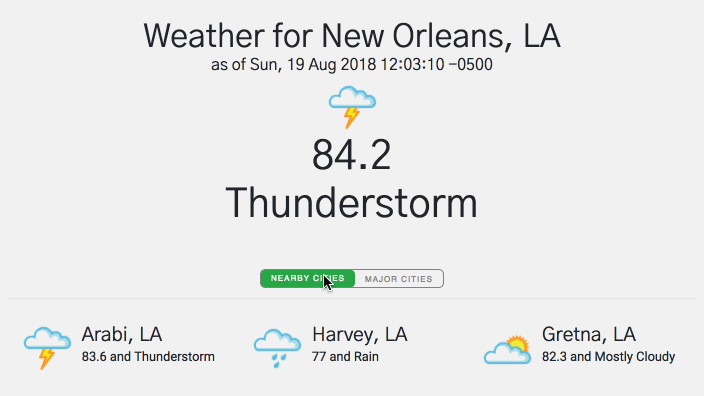 Weather for New Orleans, LA
as of Sun, 19 Aug 2018 12:03:10 -0500
84.2
Thunderstorm
NEARBY CITIES MAJOR CITIES
Arabi, LA
83.6 and Thunderstorm
Harvey, LA
77 and Rain
Gretna, LA
82.3 and Mostly Cloudy